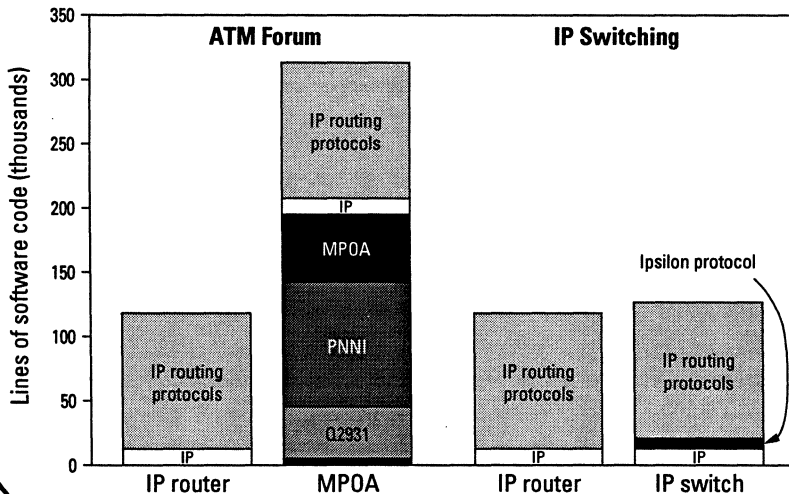 350
300
250
200
150
100
50
0
Lines of software code (thousands)
ATM Forum
IP Switching
IP routing
protocols
IP
IP router
IP routing
protocols
IP
MPOA
PNNI
Q2931
MPOA
IP routing
protocols
IP
IP router
Ipsilon protocol
IP routing
protocols
IP
IP switch